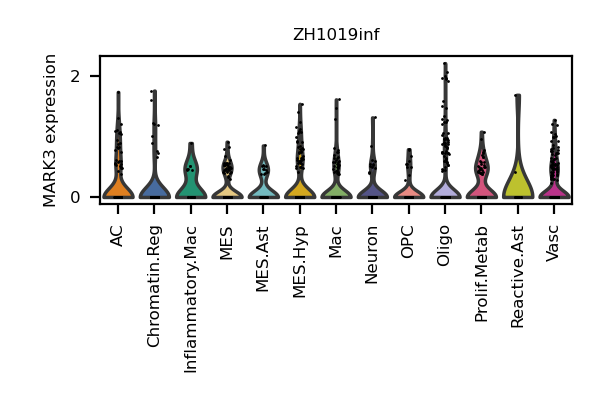 ZH1019inf
MARK3 expression
2
0
AC
Chromatin.Reg
Inflammatory.Mac
MES
MES.Ast
MES.Hyp
Mac
Neuron
OPC
Oligo
Prolif.Metab
Reactive.Ast
Vasc